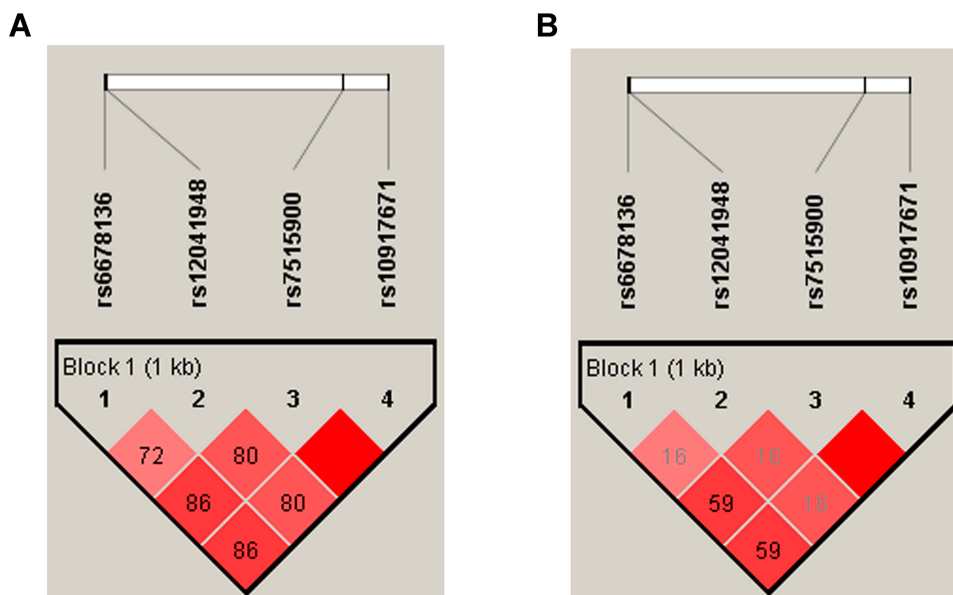 A
rs6678136
rs12041948
rs7515900
rs10917671
Block 1 (1 kb)
1 2 3 4
72 80
86 80
86
B
rs6678136
rs12041948
rs7515900
rs10917671
Block 1 (1 kb)
1 2 3 4
16 16
59 16
59